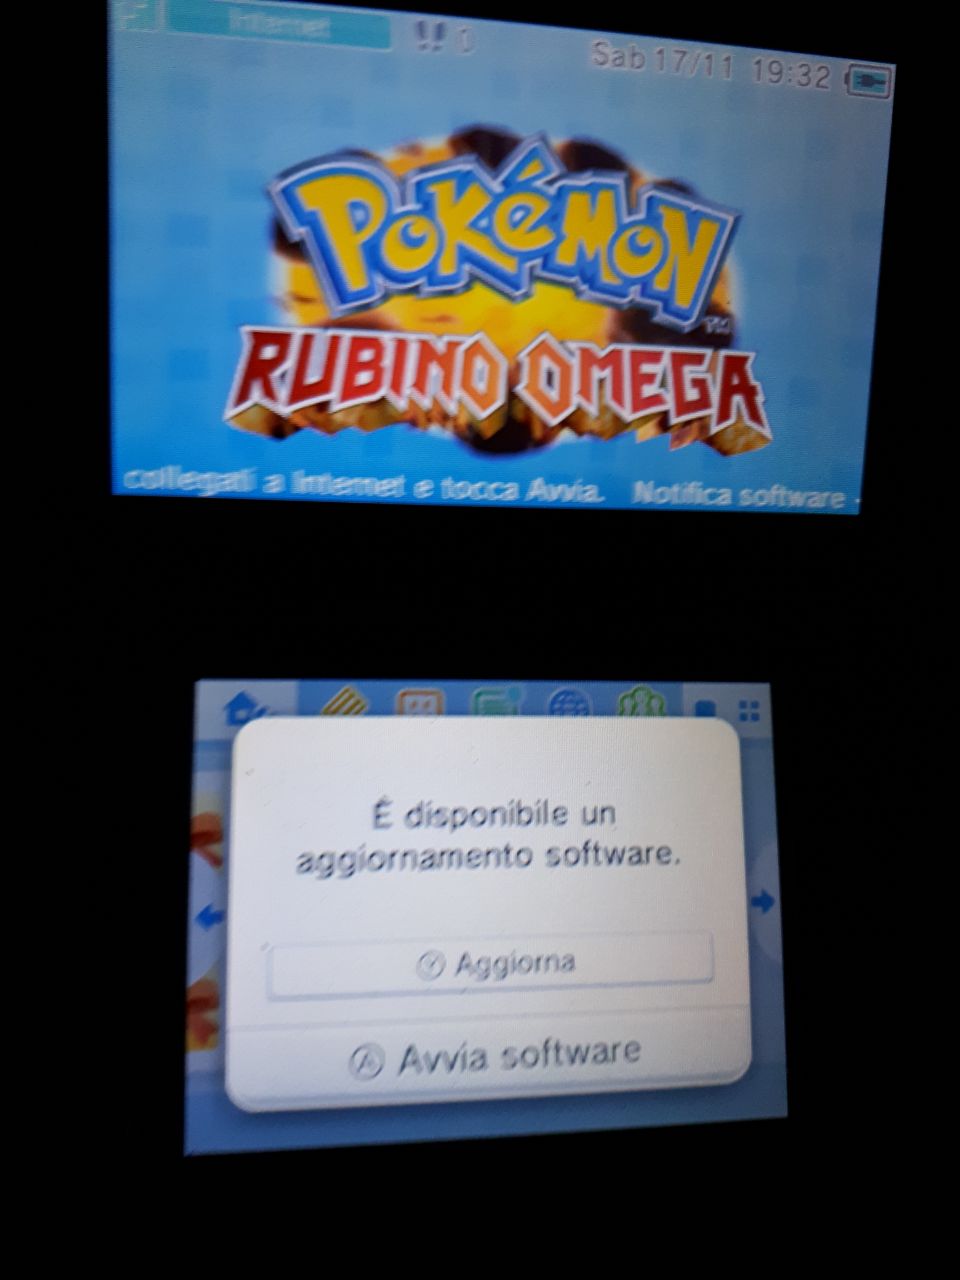 Internet
Sab 17/11 19:32
POKéMON
™
RUBINO OMEGA
collegati a Internet e tocca Avvia. Notifica software
È disponibile un
aggiornamento software.
Ⓨ Aggiorna
Ⓐ Avvia software